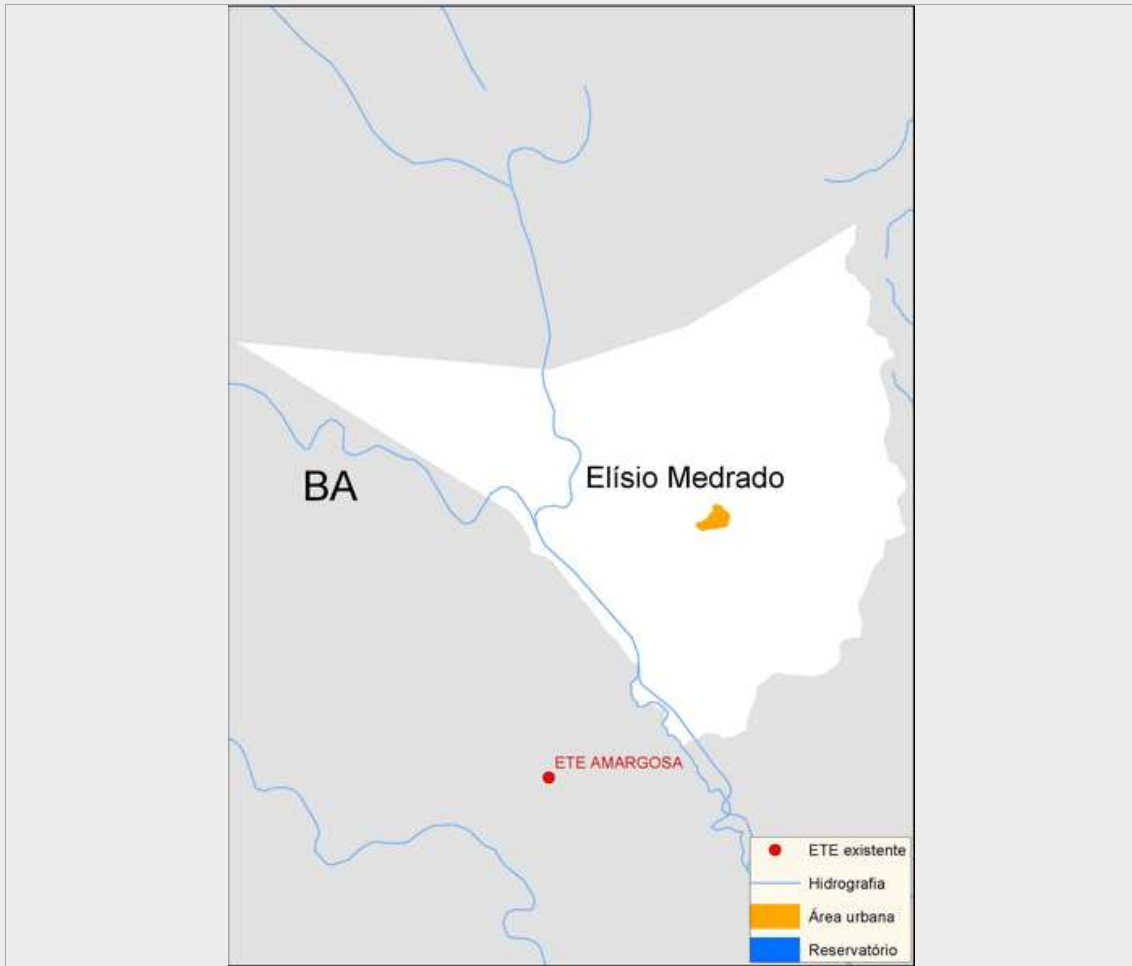 Elísio Medrado
BA
ETE AMARGOSA
ETE existente
Hidrografia
Área urbana
Reservatório